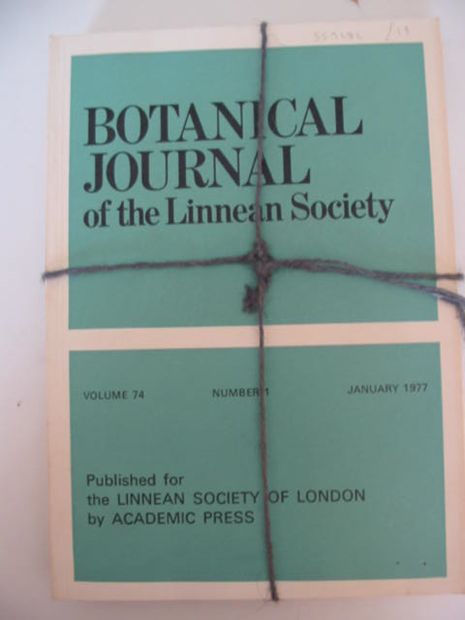 BOTANICAL
JOURNAL
of the Linnean Society
VOLUME 74 NUMBER 1 JANUARY 1977
Published for
the LINNEAN SOCIETY OF LONDON
by ACADEMIC PRESS